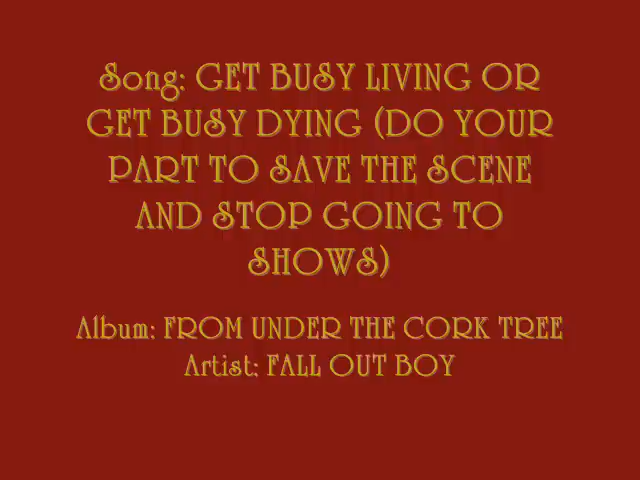 Song: GET BUSY LIVING OR
GET BUSY DYING (DO YOUR
PART TO SAVE THE SCENE
AND STOP GOING TO
SHOWS)
Album: FROM UNDER THE CORK TREE
Artist: FALL OUT BOY